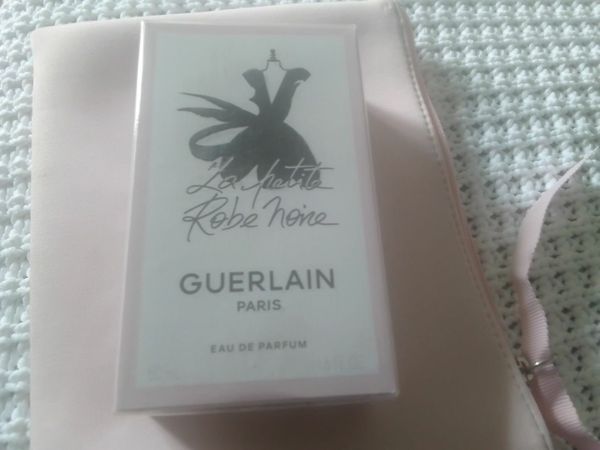 La petite
Robe noire
GUERLAIN
PARIS
EAU DE PARFUM